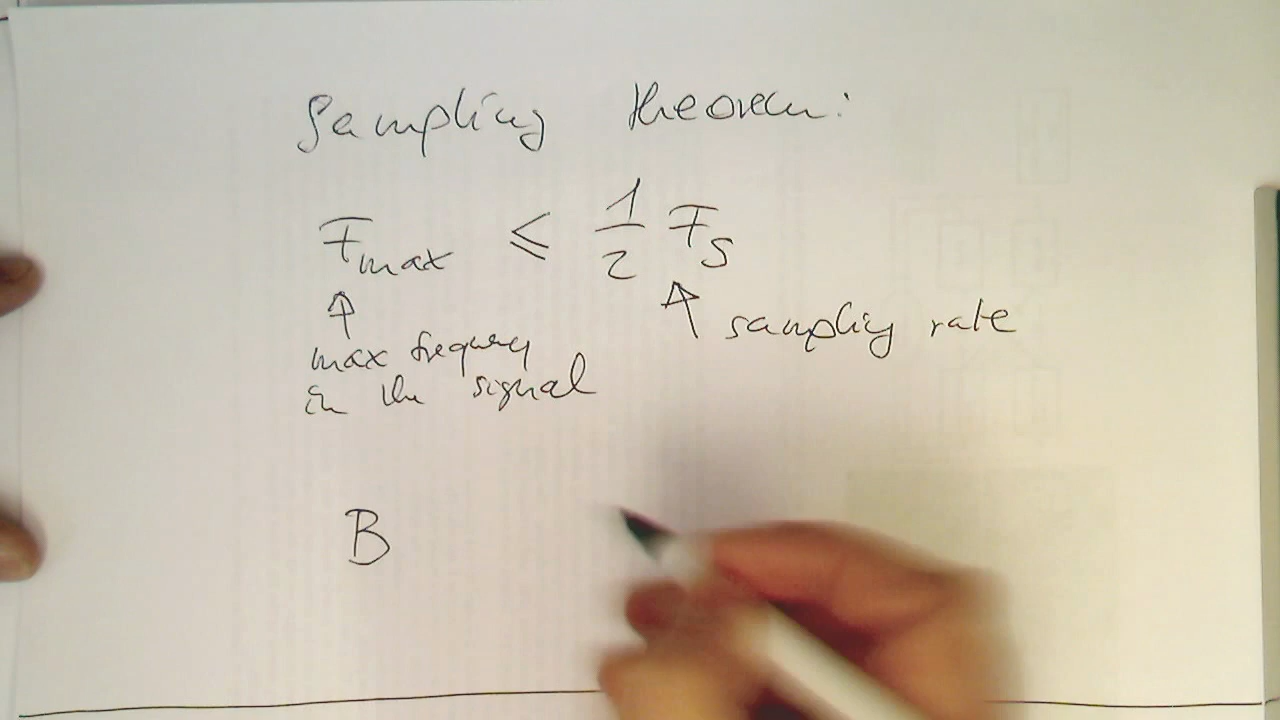 Sampling theorem:
Fmax ≤ 1/2 Fs
↑ ↑ sampling rate
max frequency
in the signal
B